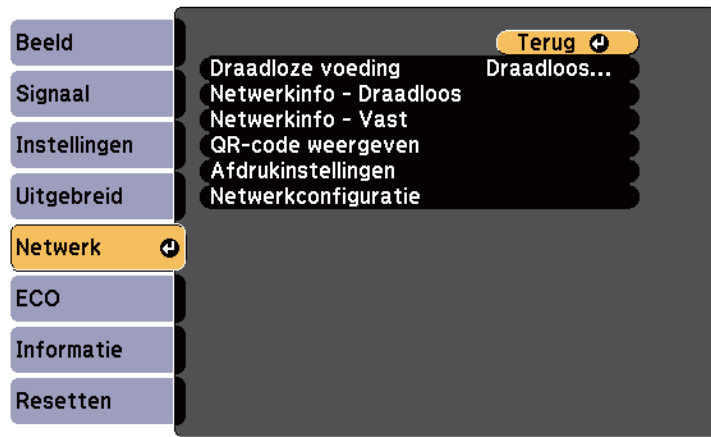 Beeld
Signaal
Instellingen
Uitgebreid
Netwerk
ECO
Informatie
Resetten
Terug
Draadloze voeding Draadloos...
Netwerkinfo - Draadloos
Netwerkinfo - Vast
QR-code weergeven
Afdrukinstellingen
Netwerkconfiguratie